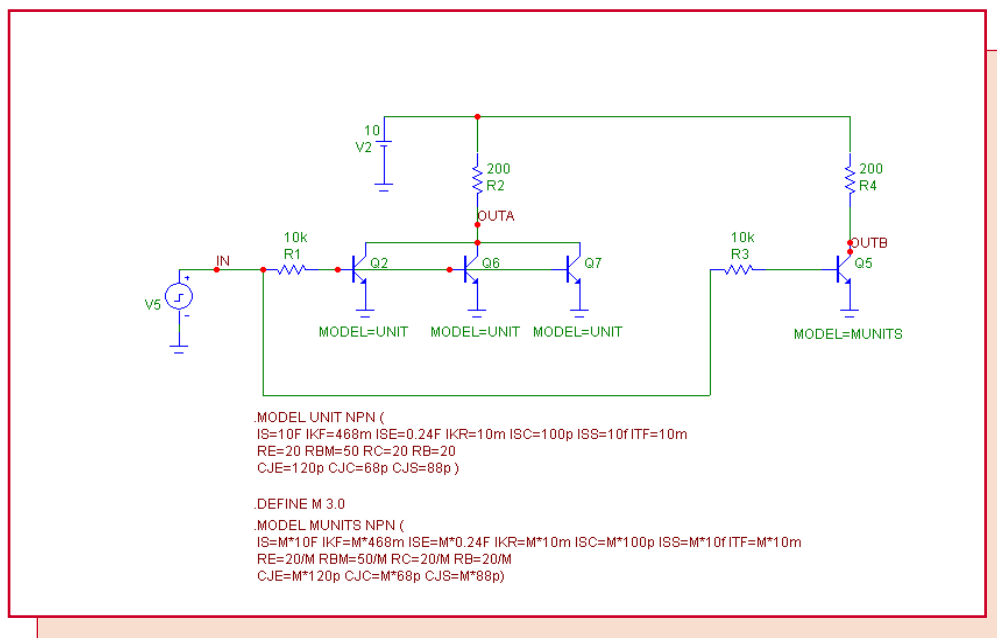 10
V2
200
R2
200
R4
OUTA
OUTB
10k
R1
10k
R3
IN
Q2
Q6
Q7
Q5
V5
+
-
MODEL=UNIT
MODEL=UNIT
MODEL=UNIT
MODEL=MUNITS
.MODEL UNIT NPN (
IS=10F IKF=468m ISE=0.24F IKR=10m ISC=100p ISS=10f ITF=10m
RE=20 RBM=50 RC=20 RB=20
CJE=120p CJC=68p CJS=88p )
.DEFINE M 3.0
.MODEL MUNITS NPN (
IS=M*10F IKF=M*468m ISE=M*0.24F IKR=M*10m ISC=M*100p ISS=M*10f ITF=M*10m
RE=20/M RBM=50/M RC=20/M RB=20/M
CJE=M*120p CJC=M*68p CJS=M*88p)